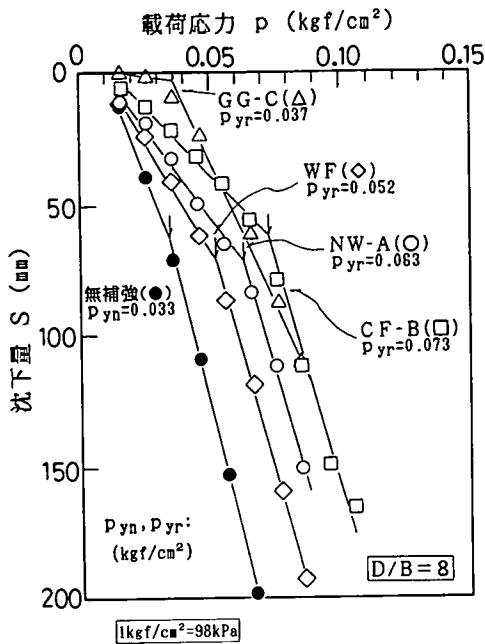 載荷応力 p (kgf/cm²)
0 0.05 0.10 0.15
0
50
100
150
200
沈下量 S (mm)
GG-C(△)
pyr=0.037
WF(◇)
pyr=0.052
NW-A(○)
pyr=0.063
無補強(●)
pyn=0.033
CF-B(□)
pyr=0.073
pyn,pyr:
(kgf/cm²)
D/B=8
1kgf/cm²=98kPa